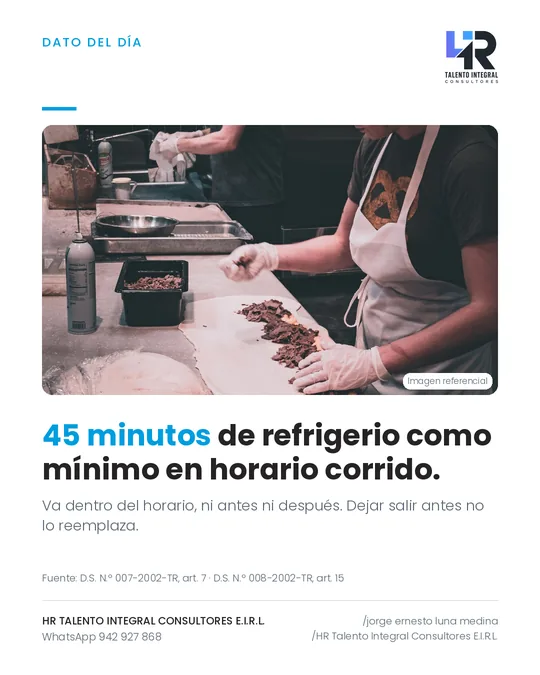 DATO DEL DÍA
HR
TALENTO INTEGRAL
CONSULTORES
Imagen referencial
45 minutos de refrigerio como
mínimo en horario corrido.
Va dentro del horario, ni antes ni después. Dejar salir antes no
lo reemplaza.
Fuente: D.S. N.º 007-2002-TR, art. 7 · D.S. N.º 008-2002-TR, art. 15
HR TALENTO INTEGRAL CONSULTORES E.I.R.L.
/jorge ernesto luna medina
WhatsApp 942 927 868
/HR Talento Integral Consultores E.I.R.L.